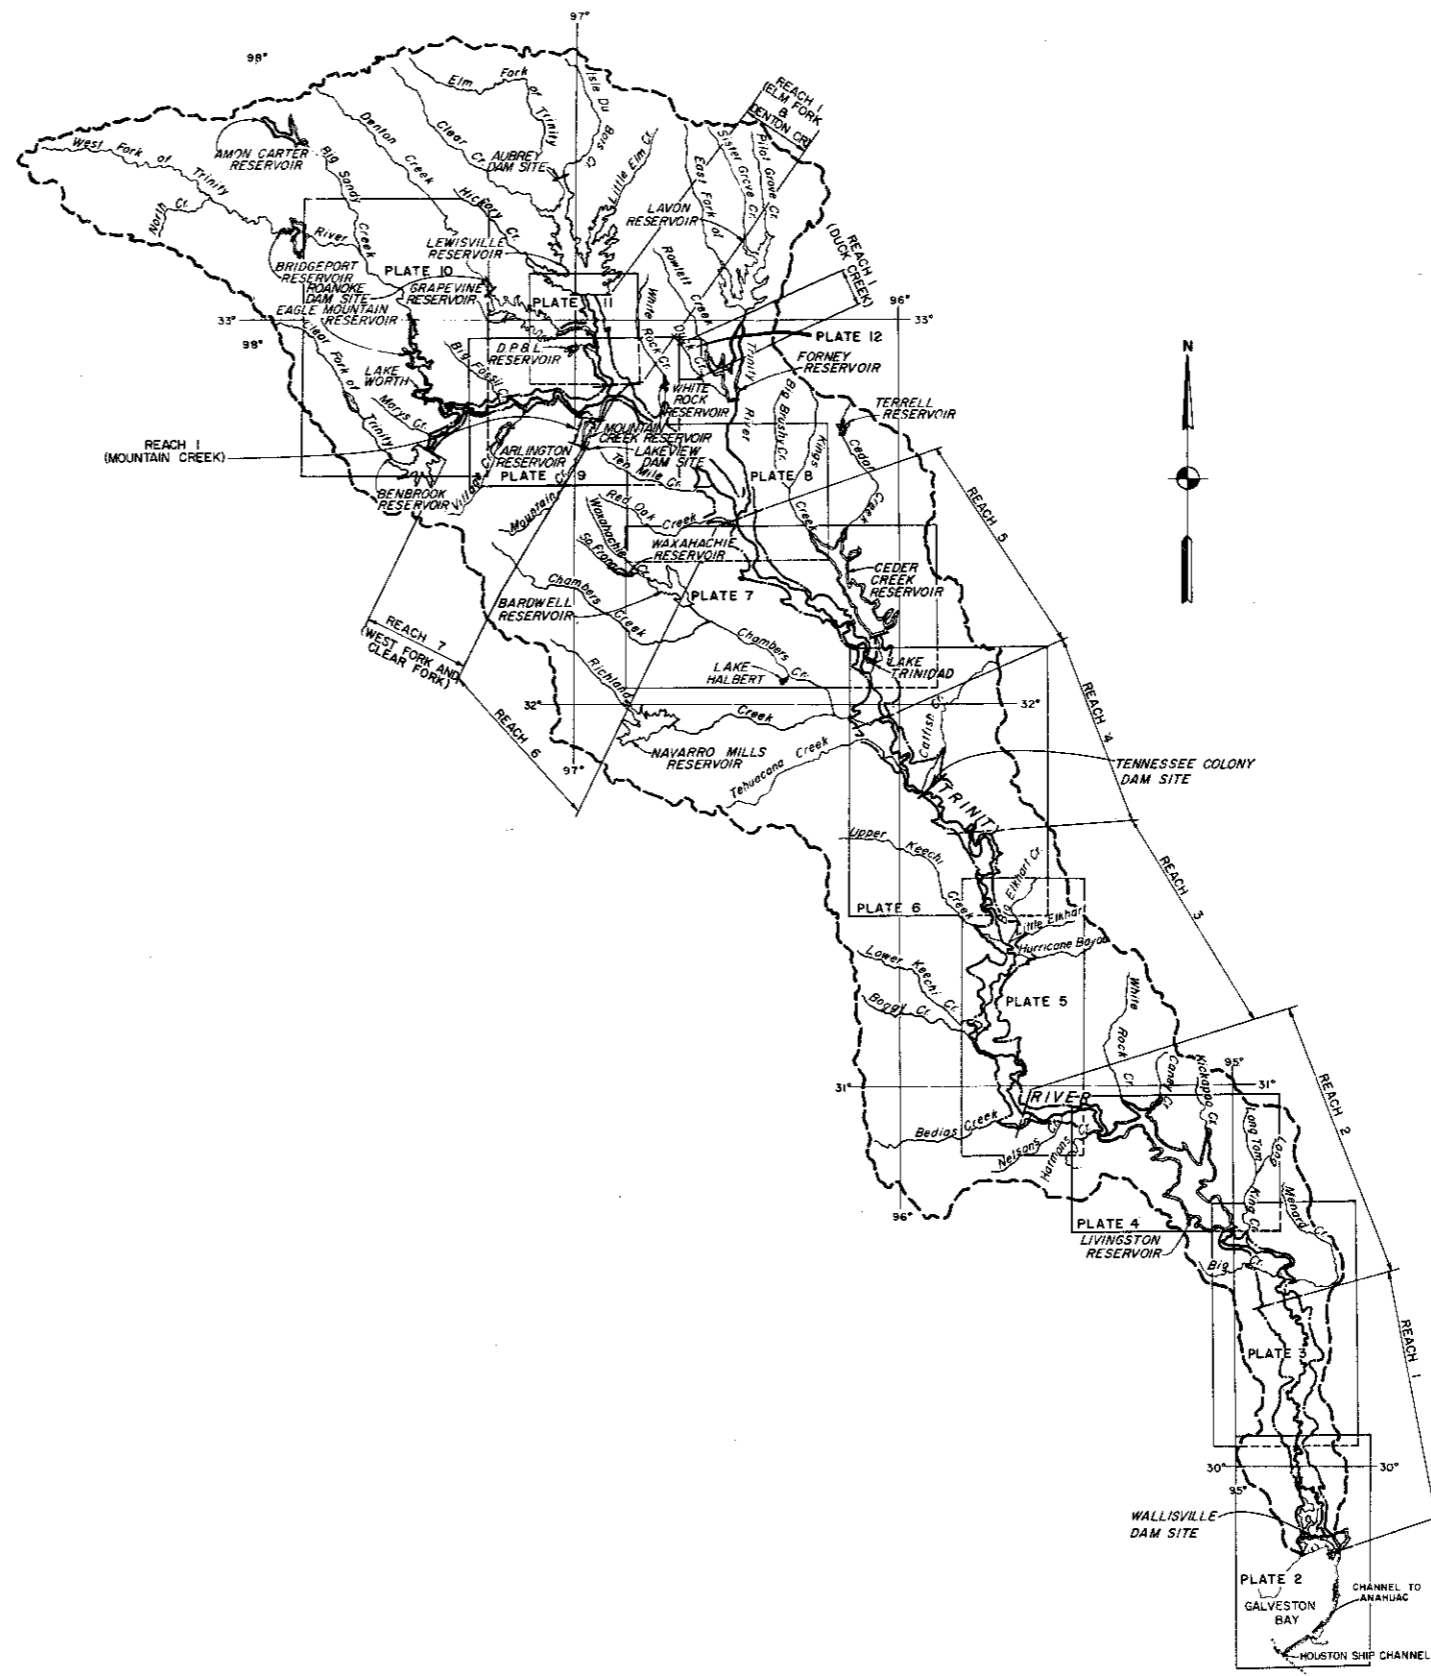 97°
98°
REACH 1
(ELM FORK
&
DENTON CR)
Elm Fork of Trinity
Isle Du Bois Cr.
Denton Creek
Clear Cr.
AUBREY
DAM SITE
Little Elm Cr.
East Fork of
Sister Grove Cr.
Pilot Grove Cr.
AMON CARTER
RESERVOIR
West Fork of Trinity
North Cr.
Big Sandy Creek
Hickory Cr.
LAVON
RESERVOIR
LEWISVILLE
RESERVOIR
River
BRIDGEPORT
RESERVOIR
PLATE 10
ROANOKE
DAM SITE
GRAPEVINE
RESERVOIR
EAGLE MOUNTAIN
RESERVOIR
PLATE 11
White Rock Cr.
Rowlett Creek
Duck Cr.
REACH 1
(DUCK CREEK)
96°
33°
33°
98°
PLATE 12
Clear Fork of Trinity
D.P.& L.
RESERVOIR
Big Fossil Cr.
Trinity River
FORNEY
RESERVOIR
LAKE
WORTH
Marys Cr.
WHITE
ROCK
RESERVOIR
Big Brushy Cr.
TERRELL
RESERVOIR
REACH 1
(MOUNTAIN CREEK)
MOUNTAIN
CREEK RESERVOIR
LAKEVIEW
DAM SITE
ARLINGTON
RESERVOIR
PLATE 9
BENBROOK
RESERVOIR
Village Cr.
Mountain Cr.
Ten Mile Cr.
PLATE 8
Kings Creek
Cedar Creek
REACH 5
Red Oak Creek
Waxahachie Cr.
WAXAHACHIE
RESERVOIR
CEDER
CREEK
RESERVOIR
Chambers Creek
BARDWELL
RESERVOIR
PLATE 7
REACH 7
(WEST FORK AND
CLEAR FORK)
Chambers Cr.
LAKE
HALBERT
LAKE
TRINIDAD
Richland Creek
32°
32°
REACH 6
Catfish Cr.
REACH 4
NAVARRO MILLS
RESERVOIR
97°
Tehuacana Creek
TENNESSEE COLONY
DAM SITE
TRINITY
Upper Keechi Creek
Big Elkhart Cr.
REACH 3
PLATE 6
Little Elkhart
Hurricane Bayou
Lower Keechi Cr.
Boggy Cr.
PLATE 5
White Rock Cr.
Caney Cr.
Kickapoo Cr.
95°
31°
31°
RIVER
REACH 2
Bedias Creek
Nelsons Cr.
Harmons Cr.
Long Tom
Long King Cr.
Menard Cr.
96°
PLATE 4
LIVINGSTON
RESERVOIR
Big Cr.
PLATE 3
REACH 1
30°
30°
95°
WALLISVILLE
DAM SITE
PLATE 2
GALVESTON
BAY
CHANNEL TO
ANAHUAC
HOUSTON SHIP CHANNEL
N